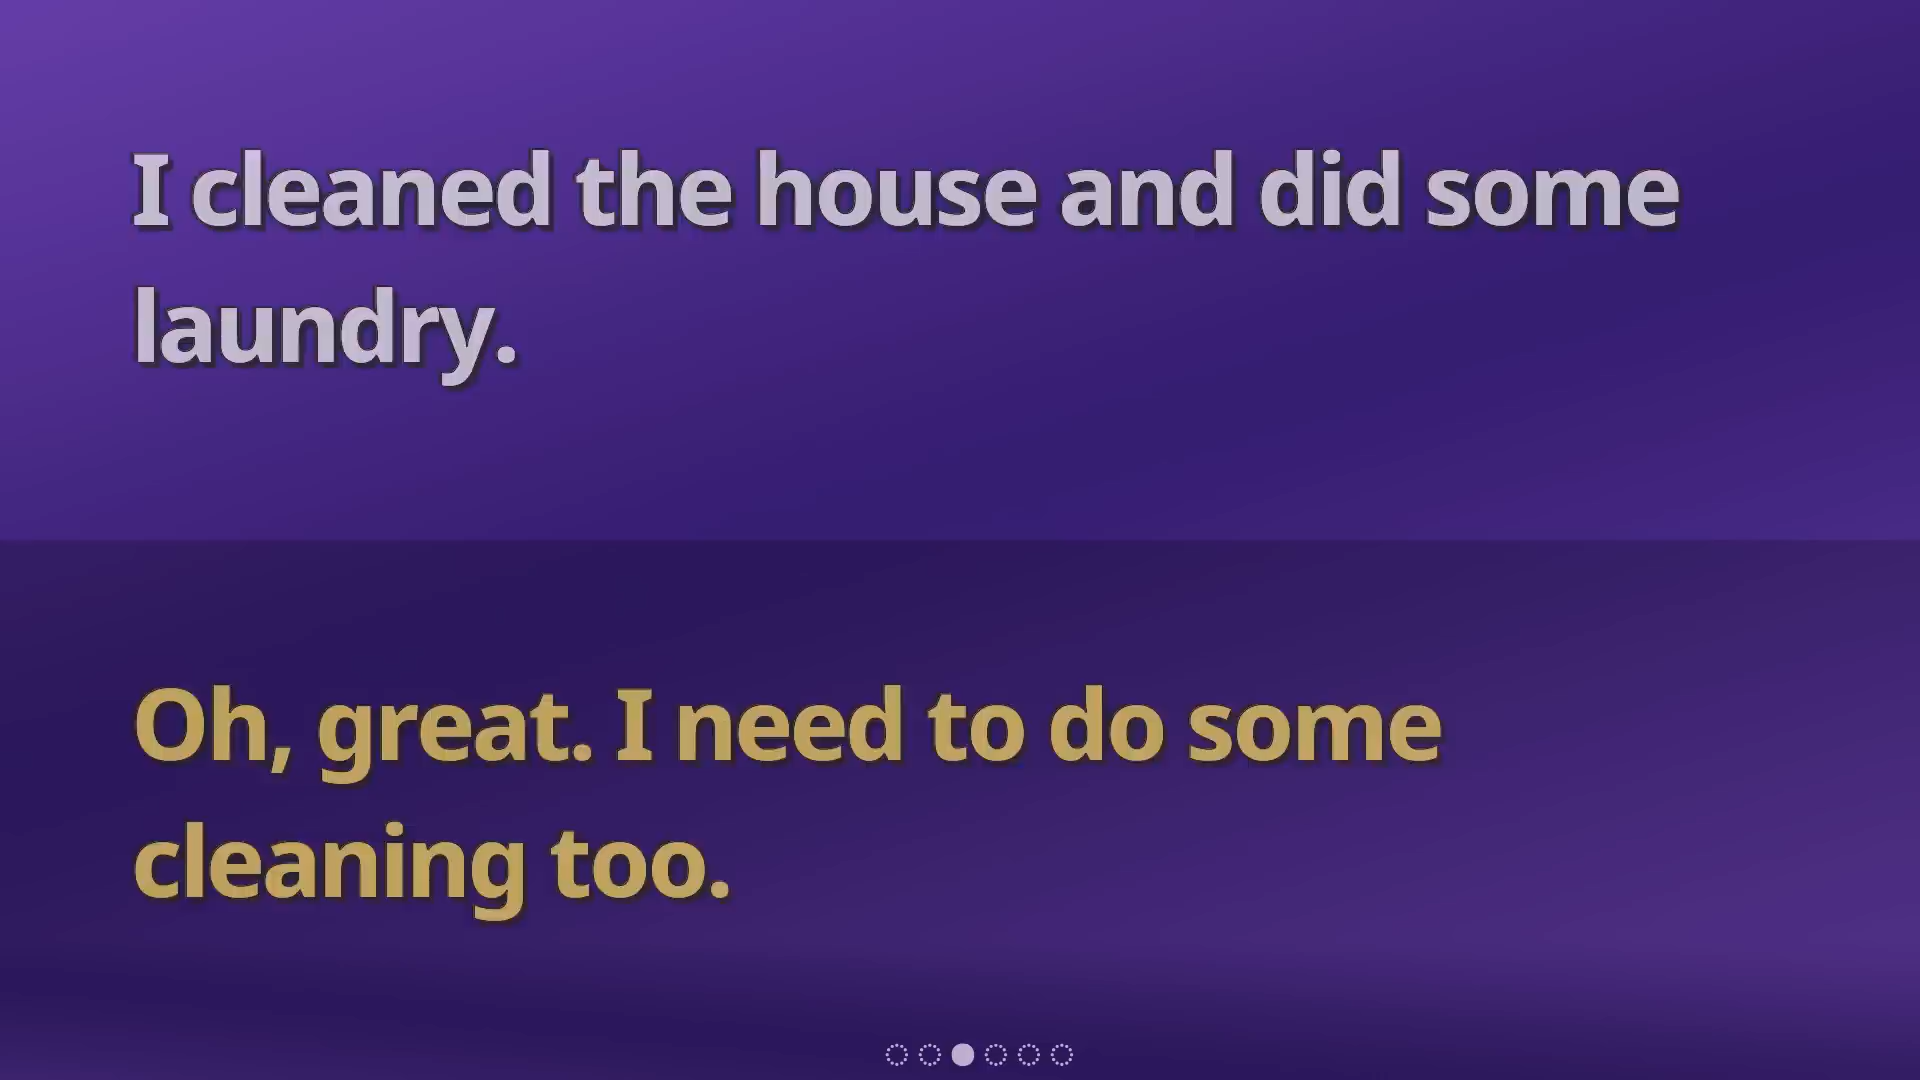 I cleaned the house and did some
laundry.
Oh, great. I need to do some
cleaning too.